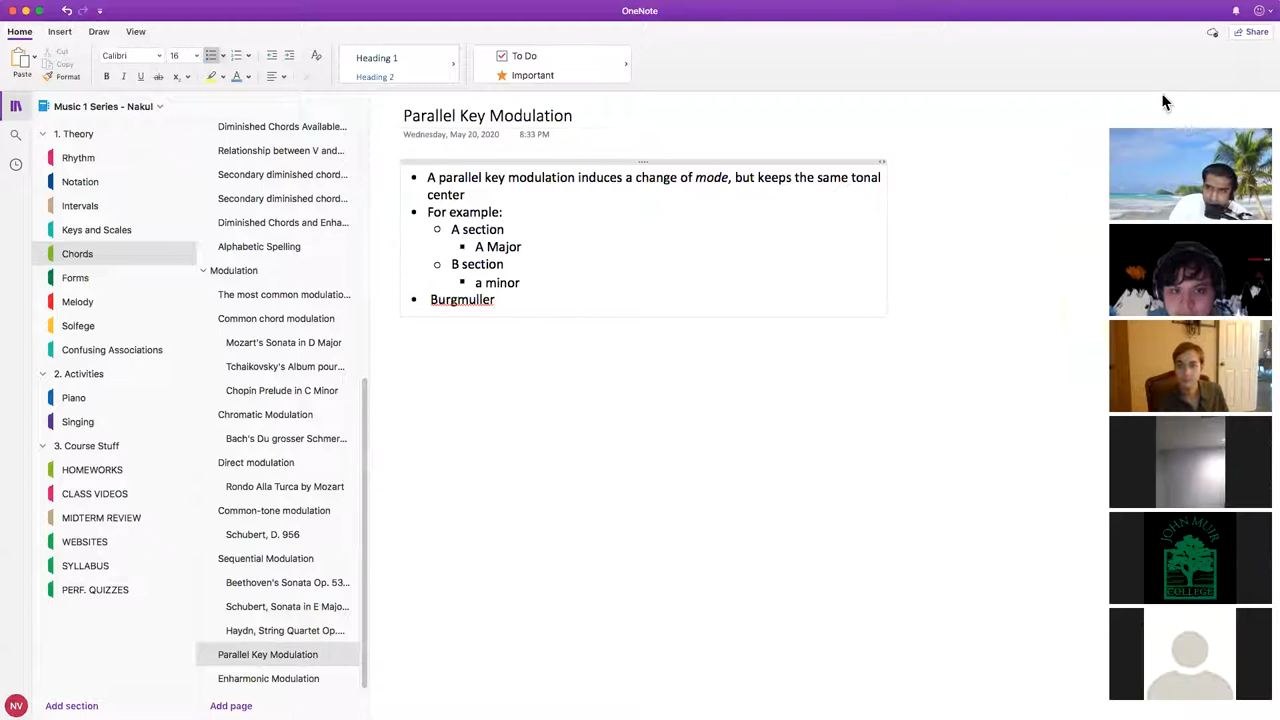 OneNote
Home
Insert
Draw
View
Share
Paste
Cut
Copy
Format
Calibri
16
B I U ab x
A
Heading 1
Heading 2
To Do
Important
Music 1 Series - Nakul
1. Theory
Rhythm
Notation
Intervals
Keys and Scales
Chords
Forms
Melody
Solfege
Confusing Associations
2. Activities
Piano
Singing
3. Course Stuff
HOMEWORKS
CLASS VIDEOS
MIDTERM REVIEW
WEBSITES
SYLLABUS
PERF. QUIZZES
NV
Add section
Diminished Chords Available...
Relationship between V and...
Secondary diminished chord...
Secondary diminished chord...
Diminished Chords and Enha...
Alphabetic Spelling
Modulation
The most common modulatio...
Common chord modulation
Mozart's Sonata in D Major
Tchaikovsky's Album pour...
Chopin Prelude in C Minor
Chromatic Modulation
Bach's Du grosser Schmer...
Direct modulation
Rondo Alla Turca by Mozart
Common-tone modulation
Schubert, D. 956
Sequential Modulation
Beethoven's Sonata Op. 53...
Schubert, Sonata in E Majo...
Haydn, String Quartet Op....
Parallel Key Modulation
Enharmonic Modulation
Add page
Parallel Key Modulation
Wednesday, May 20, 2020 8:33 PM
• A parallel key modulation induces a change of mode, but keeps the same tonal
center
• For example:
○ A section
▪ A Major
○ B section
▪ a minor
• Burgmuller
JOHN MUIR
COLLEGE